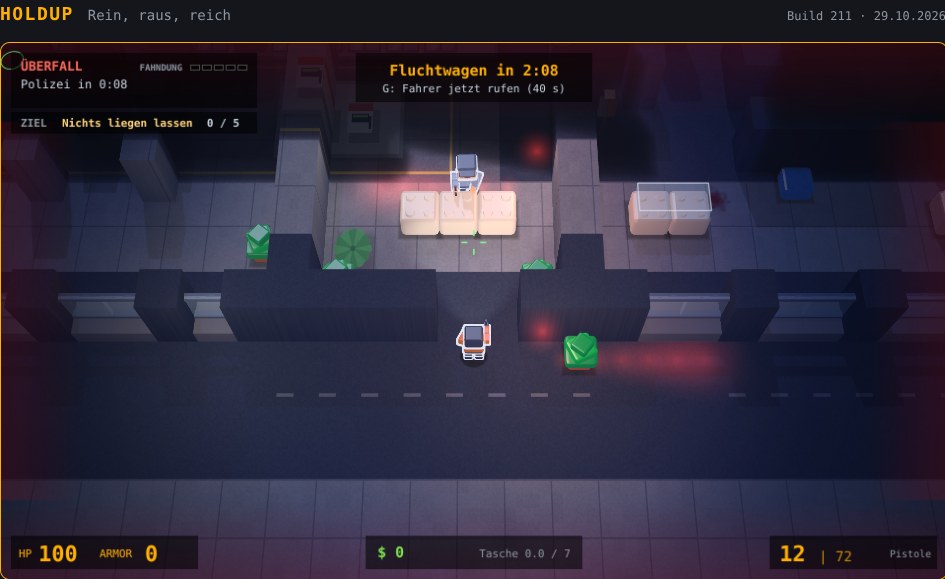 HOLDUP Rein, raus, reich
Build 211 · 29.10.2026
ÜBERFALL FAHNDUNG
Polizei in 0:08
ZIEL Nichts liegen lassen 0 / 5
Fluchtwagen in 2:08
G: Fahrer jetzt rufen (40 s)
HP 100 ARMOR 0
$ 0 Tasche 0.0 / 7
12 | 72 Pistole